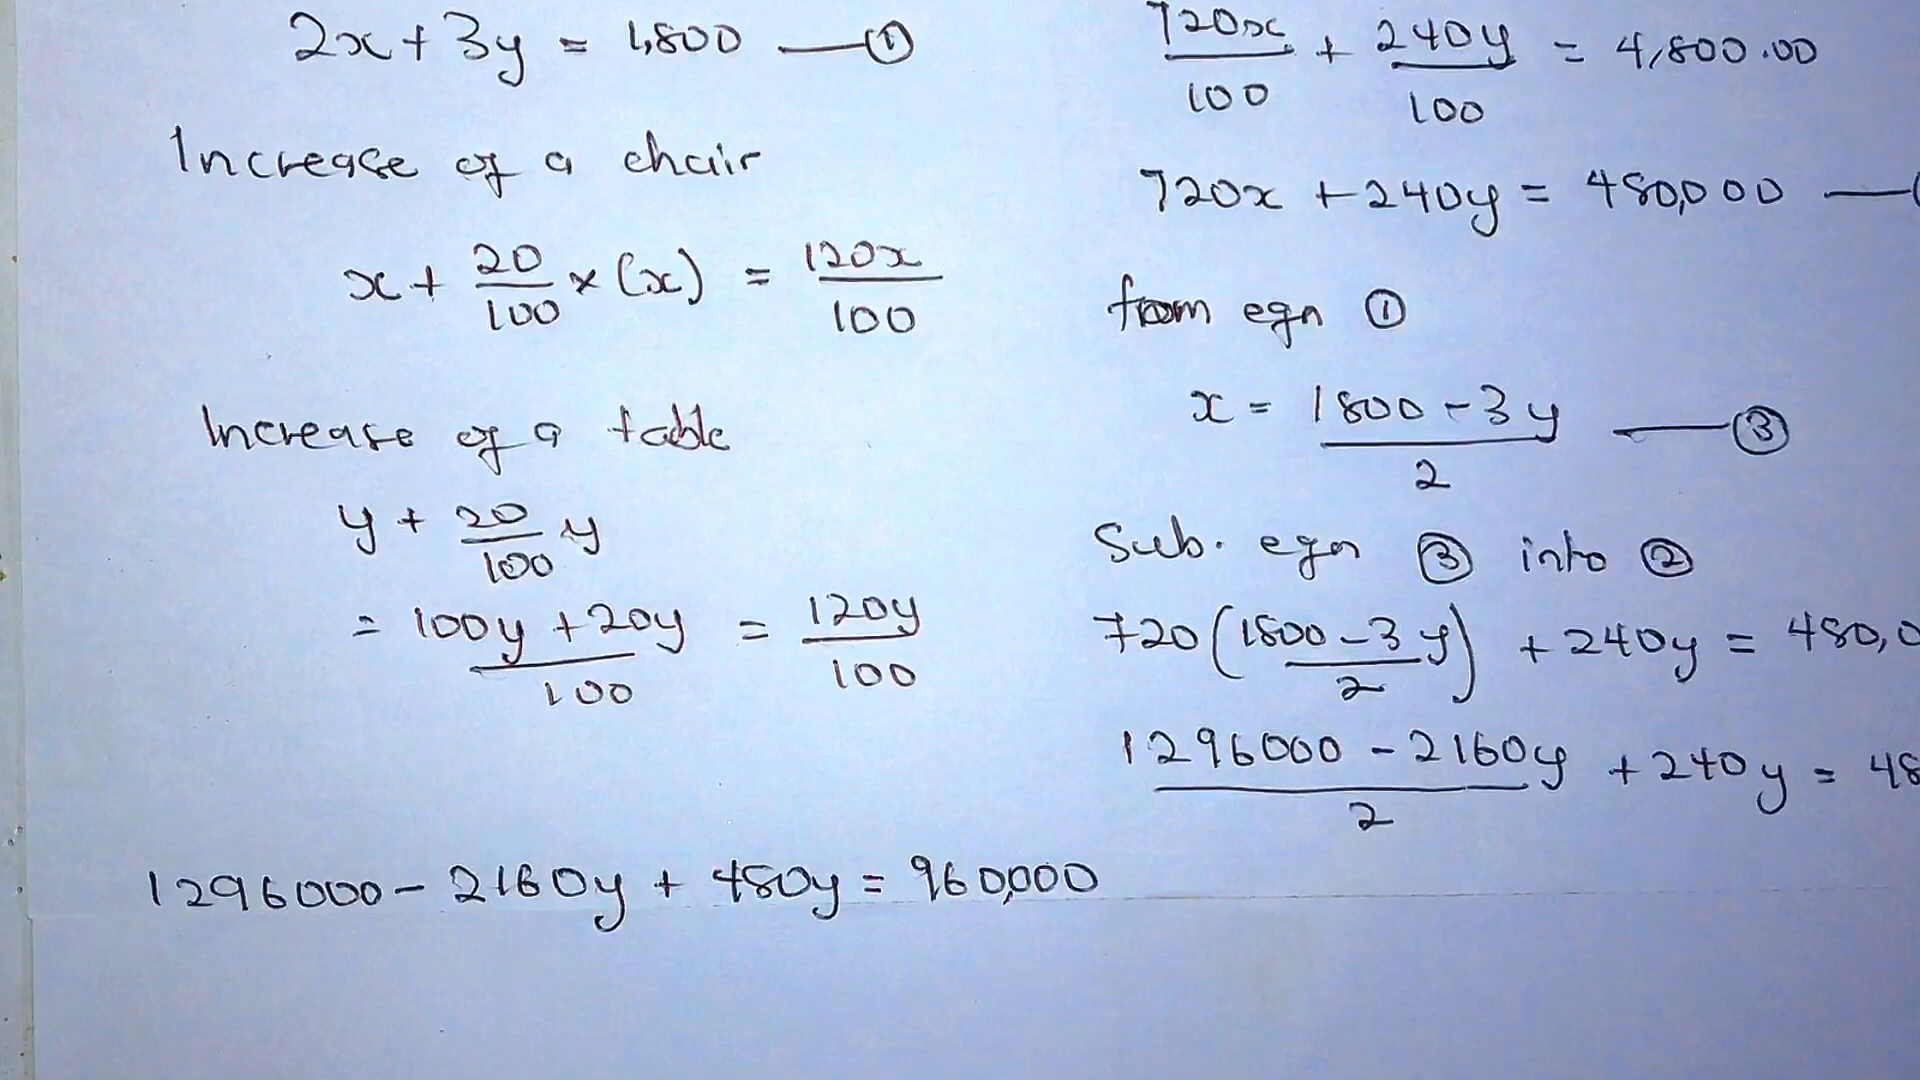 2x + 3y = 1,800 —①
Increase of a chair
x + 20/100 × (x) = 120x/100
Increase of a table
y + 20/100 y
= 100y + 20y/100 = 120y/100
720x/100 + 240y/100 = 4,800.00
720x + 240y = 480,000 —
from eqn ①
x = 1800 - 3y/2 —③
Sub. eqn ③ into ②
720(1800 - 3y/2) + 240y = 480,0
1296000 - 2160y/2 + 240y = 48
1296000 - 2160y + 480y = 960,000